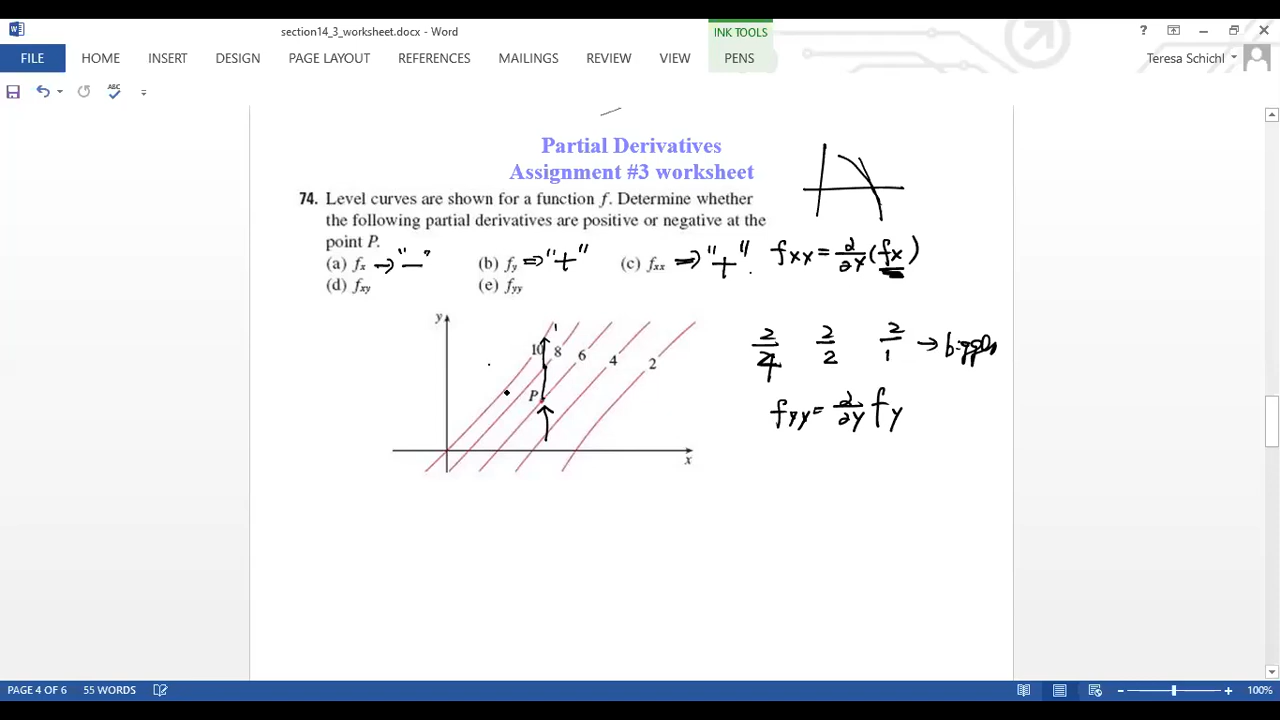 section14_3_worksheet.docx - Word
INK TOOLS
?
FILE HOME INSERT DESIGN PAGE LAYOUT REFERENCES MAILINGS REVIEW VIEW PENS
Teresa Schichl
ABC
Partial Derivatives
Assignment #3 worksheet
74. Level curves are shown for a function f. Determine whether
the following partial derivatives are positive or negative at the
point P.
(a) fx → "−" (b) fy ⇒ "+" (c) fxx ⇒ "+"
fxx = ∂/∂x (fx)
(d) fxy (e) fyy
y
10 8 6 4 2
P
x
2/4 2/2 2/1 →
fyy = ∂/∂y fy
PAGE 4 OF 6 55 WORDS
100%